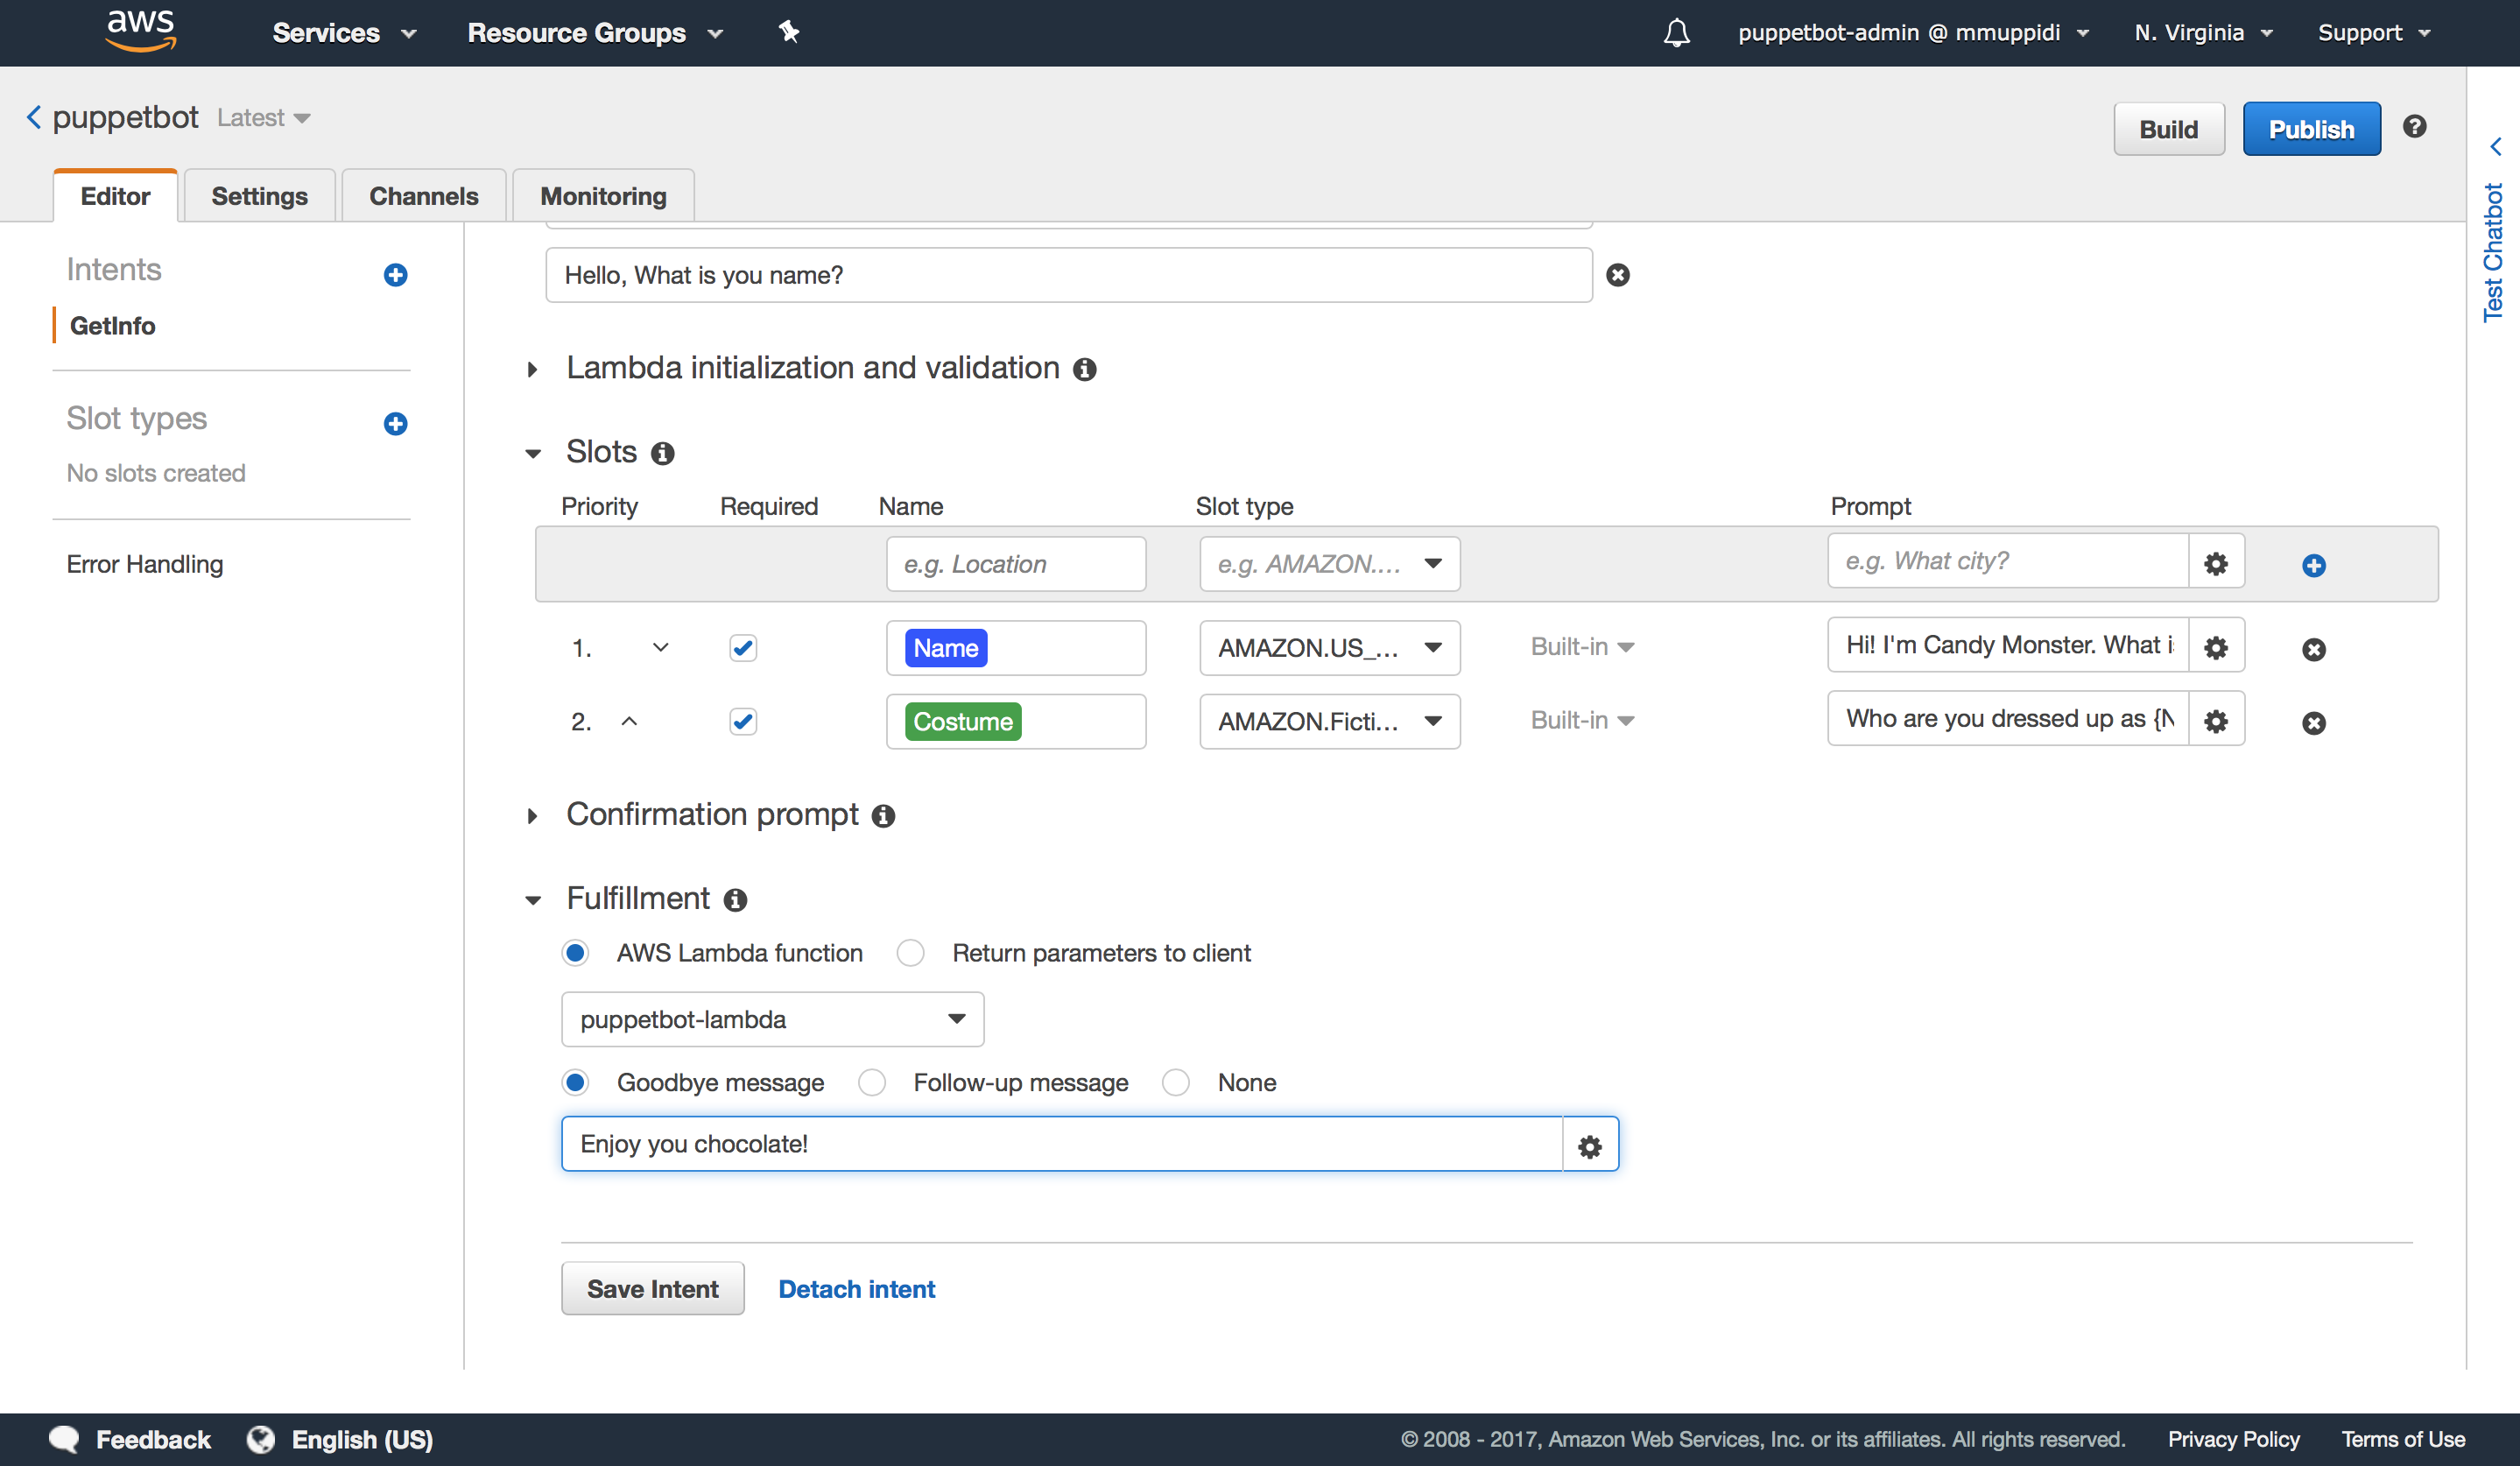 aws Services Resource Groups puppetbot-admin @ mmuppidi N. Virginia Support
puppetbot Latest Build Publish
Editor Settings Channels Monitoring
Test Chatbot
Intents
GetInfo
Slot types
No slots created
Error Handling
Hello, What is you name?
Lambda initialization and validation
Slots
Priority Required Name Slot type Prompt
e.g. Location e.g. AMAZON.... e.g. What city?
1. Name AMAZON.US_... Built-in Hi! I'm Candy Monster. What i
2. Costume AMAZON.Ficti... Built-in Who are you dressed up as {N
Confirmation prompt
Fulfillment
AWS Lambda function Return parameters to client
puppetbot-lambda
Goodbye message Follow-up message None
Enjoy you chocolate!
Save Intent Detach intent
Feedback English (US) © 2008 - 2017, Amazon Web Services, Inc. or its affiliates. All rights reserved. Privacy Policy Terms of Use